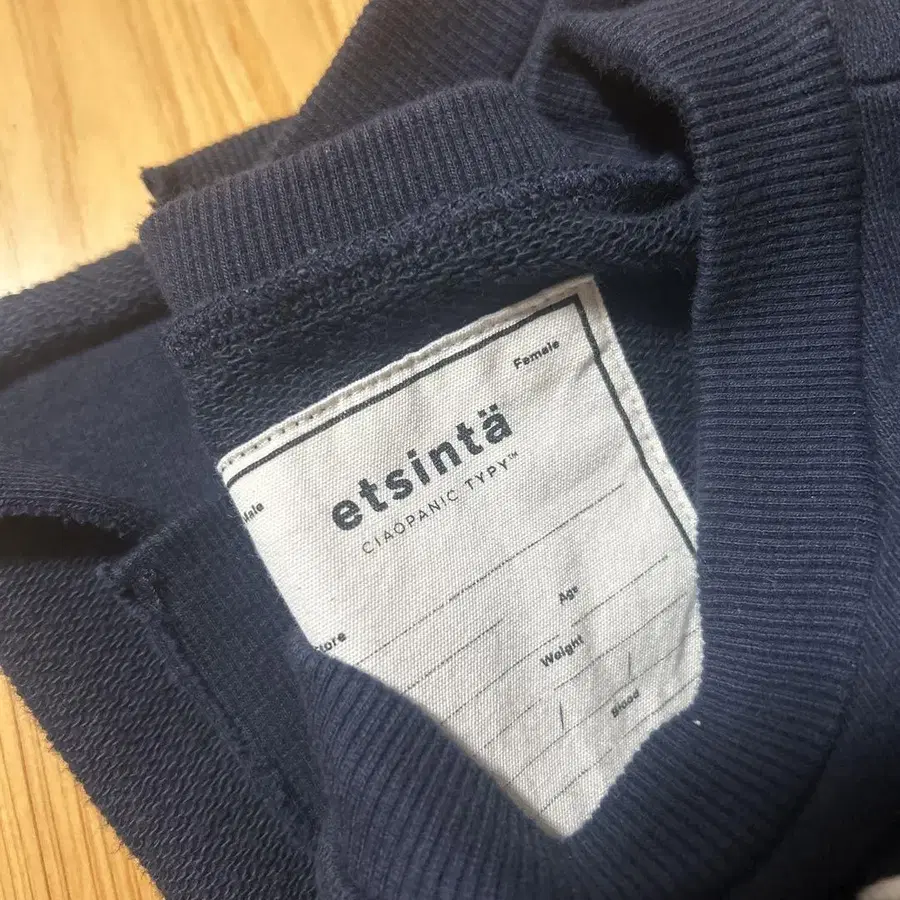 Female
etsintä
CIAOPANIC TYPY™
Age
Weight
Blood